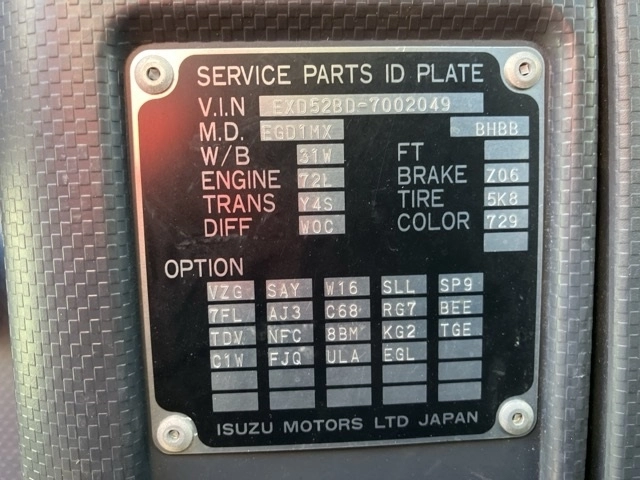 SERVICE PARTS ID PLATE
V.I.N EXD52BD-7002049
M.D. EGD1MX BHBB
W/B 31W FT
ENGINE 72L BRAKE Z06
TRANS Y4S TIRE 5K8
DIFF W0C COLOR 729
OPTION
VZG SAY W16 SLL SP9
7FL AJ3 C68 RG7 BEE
TDV NFC 8BM KG2 TGE
C1W FJQ ULA EGL
ISUZU MOTORS LTD JAPAN